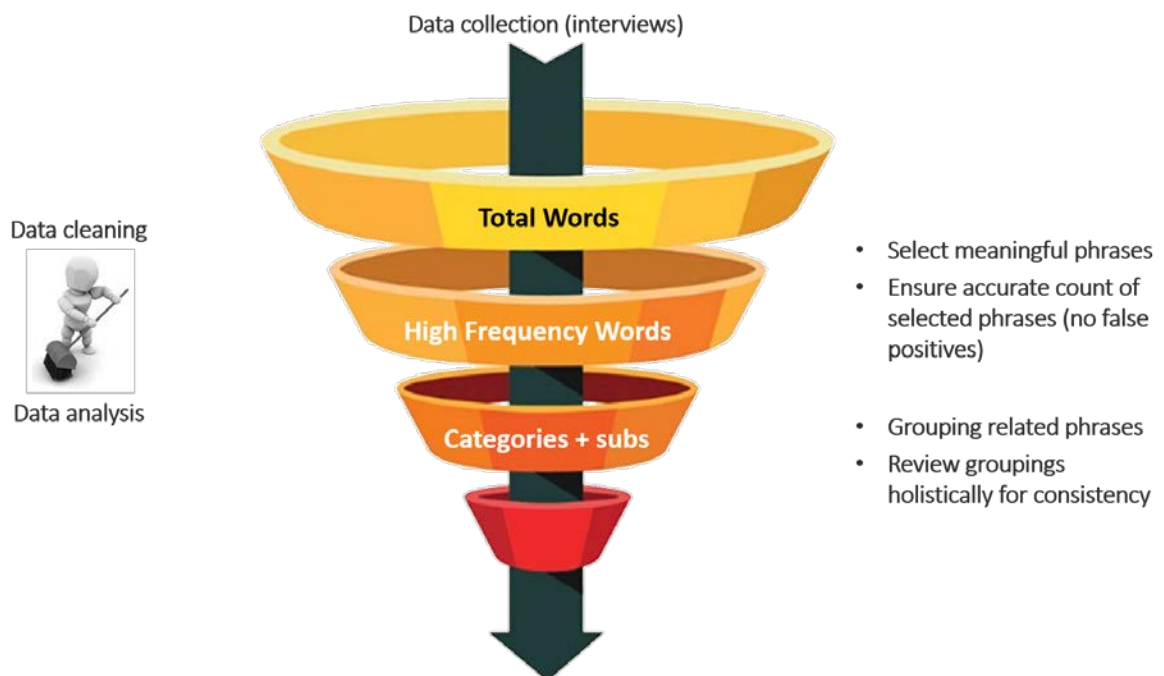 Data collection (interviews)
Total Words
Data cleaning
High Frequency Words
Data analysis
Categories + subs
• Select meaningful phrases
• Ensure accurate count of
selected phrases (no false
positives)
• Grouping related phrases
• Review groupings
holistically for consistency